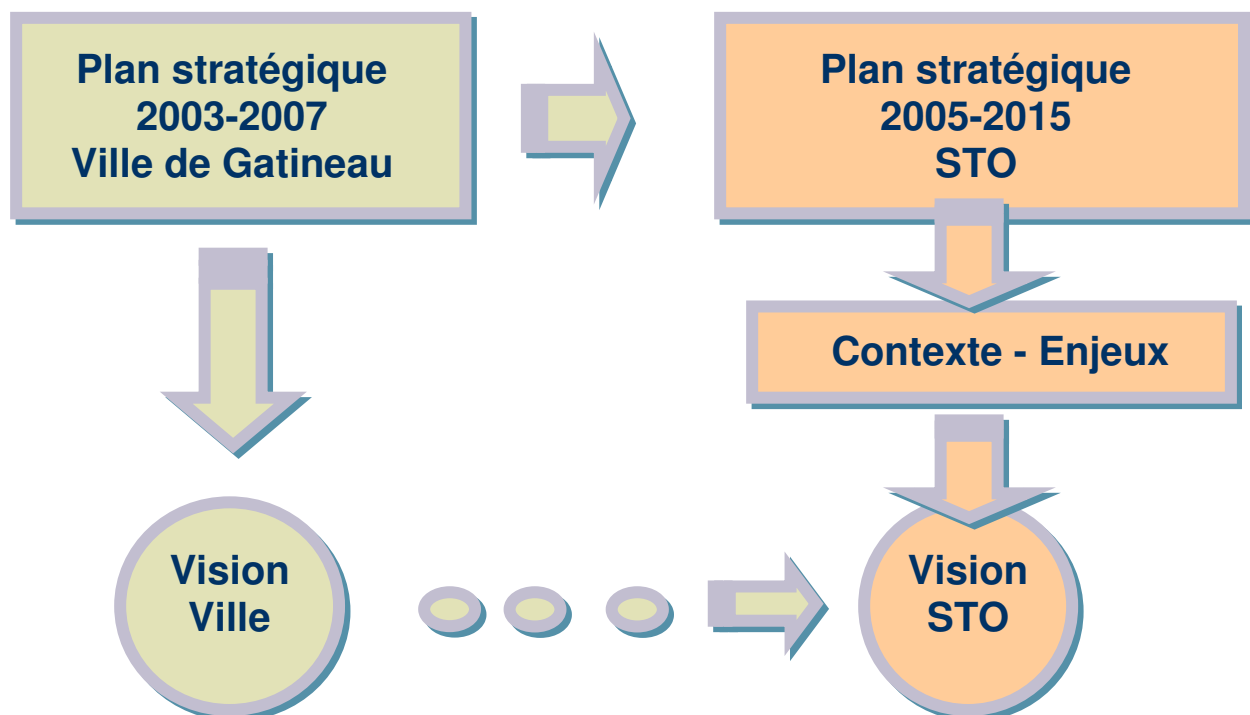 Plan stratégique
2003-2007
Ville de Gatineau
Plan stratégique
2005-2015
STO
Contexte - Enjeux
Vision
Ville
Vision
STO